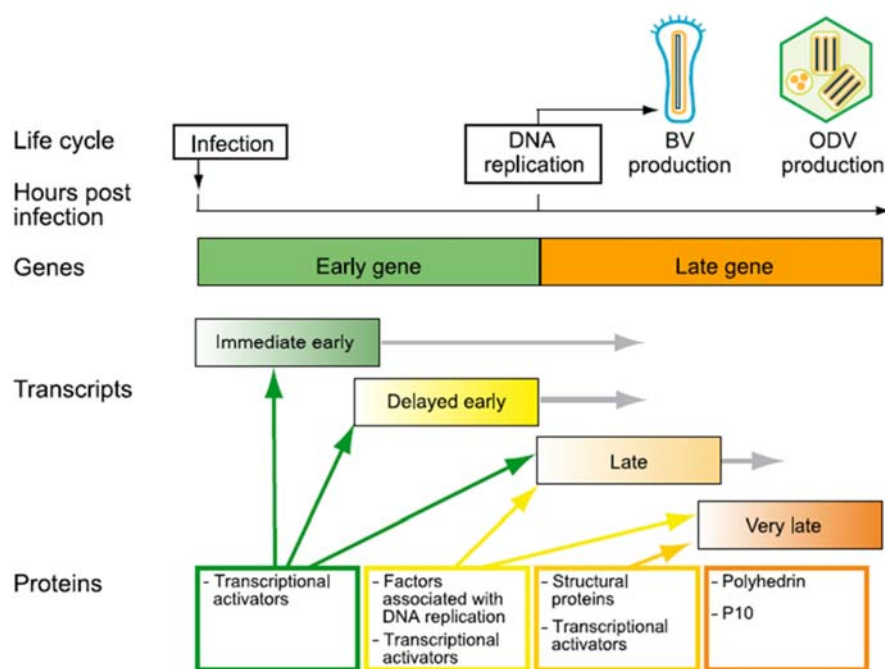 Life cycle
Infection
DNA
replication
BV
production
ODV
production
Hours post
infection
Genes
Early gene
Late gene
Immediate early
Transcripts
Delayed early
Late
Very late
Proteins
- Transcriptional
activators
- Factors
associated with
DNA replication
- Transcriptional
activators
- Structural
proteins
- Transcriptional
activators
- Polyhedrin
- P10